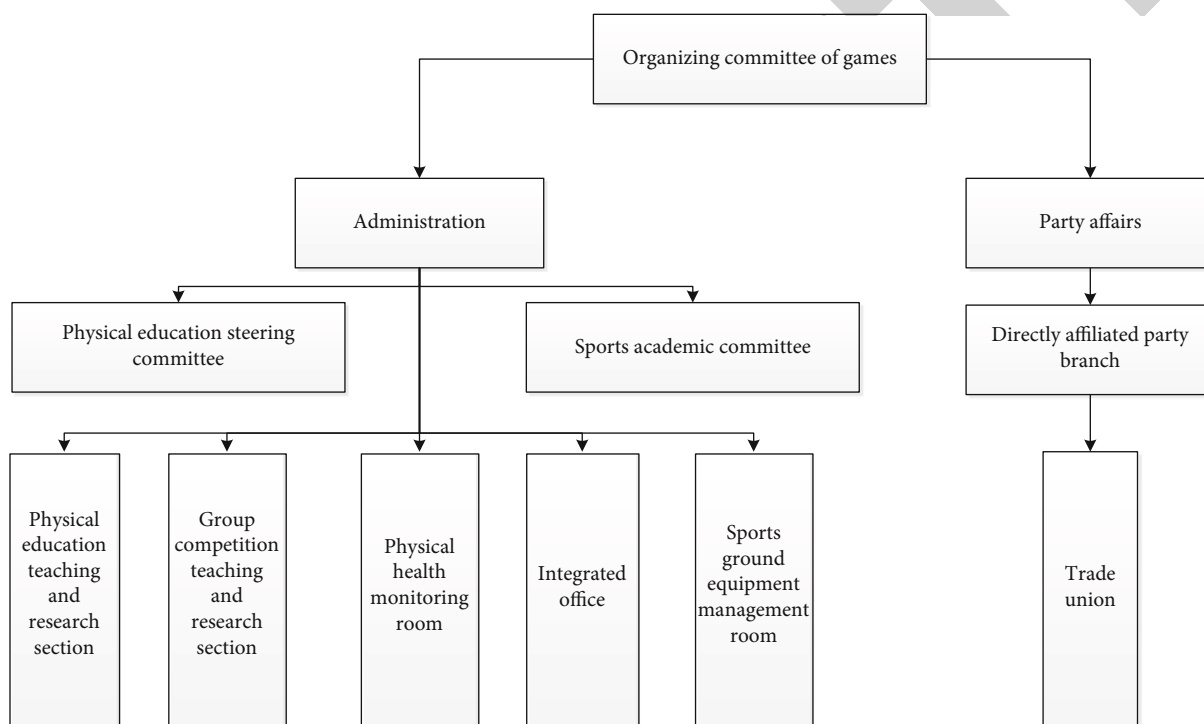 Organizing committee of games
Administration
Party affairs
Physical education steering
committee
Sports academic committee
Directly affiliated party
branch
Physical
education
teaching
and
research
section
Group
competition
teaching
and
research
section
Physical
health
monitoring
room
Integrated
office
Sports
ground
equipment
management
room
Trade
union